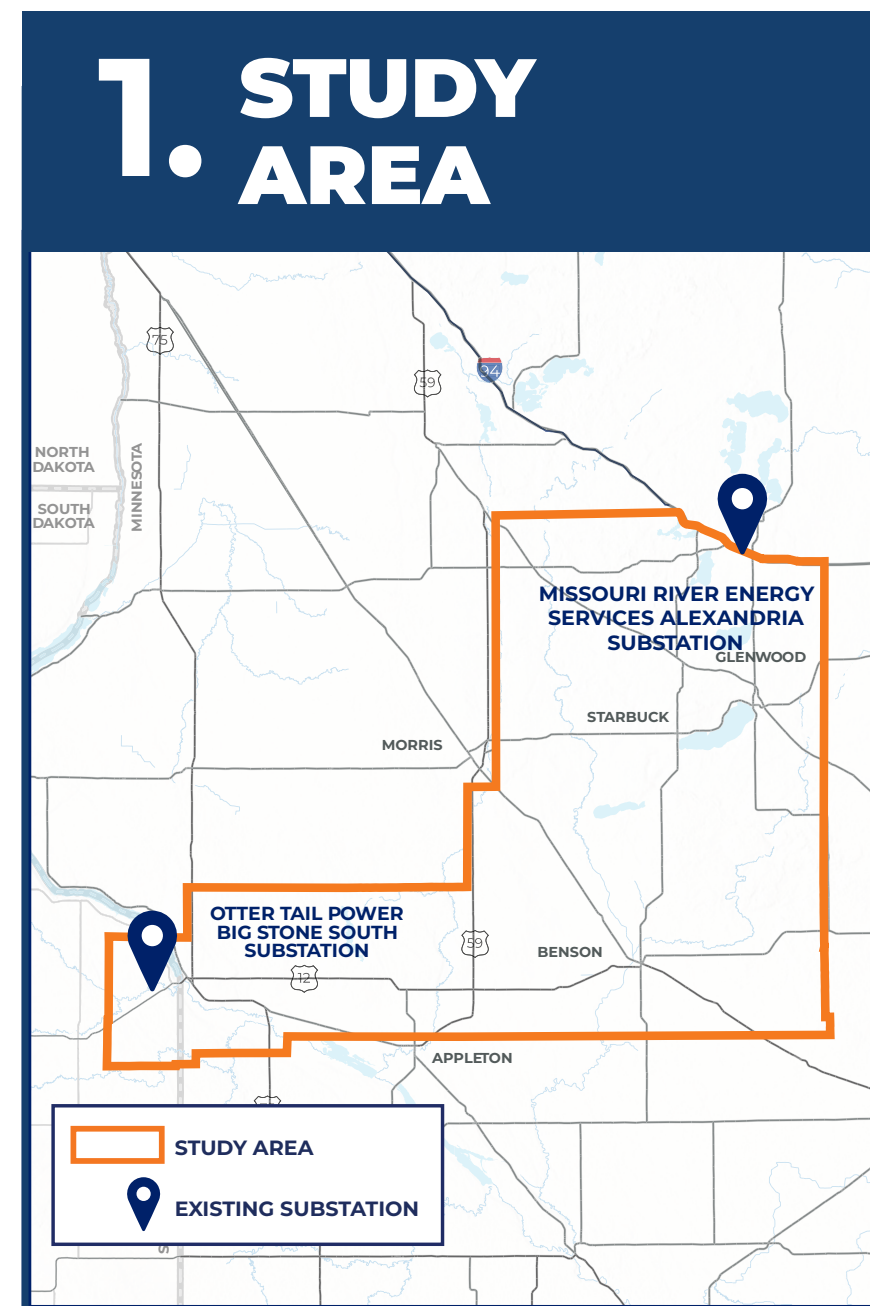 1. STUDY
AREA
75
94
59
NORTH
DAKOTA
MINNESOTA
SOUTH
DAKOTA
MISSOURI RIVER ENERGY
SERVICES ALEXANDRIA
SUBSTATION
GLENWOOD
STARBUCK
MORRIS
OTTER TAIL POWER
BIG STONE SOUTH
SUBSTATION
59
BENSON
12
APPLETON
STUDY AREA
EXISTING SUBSTATION